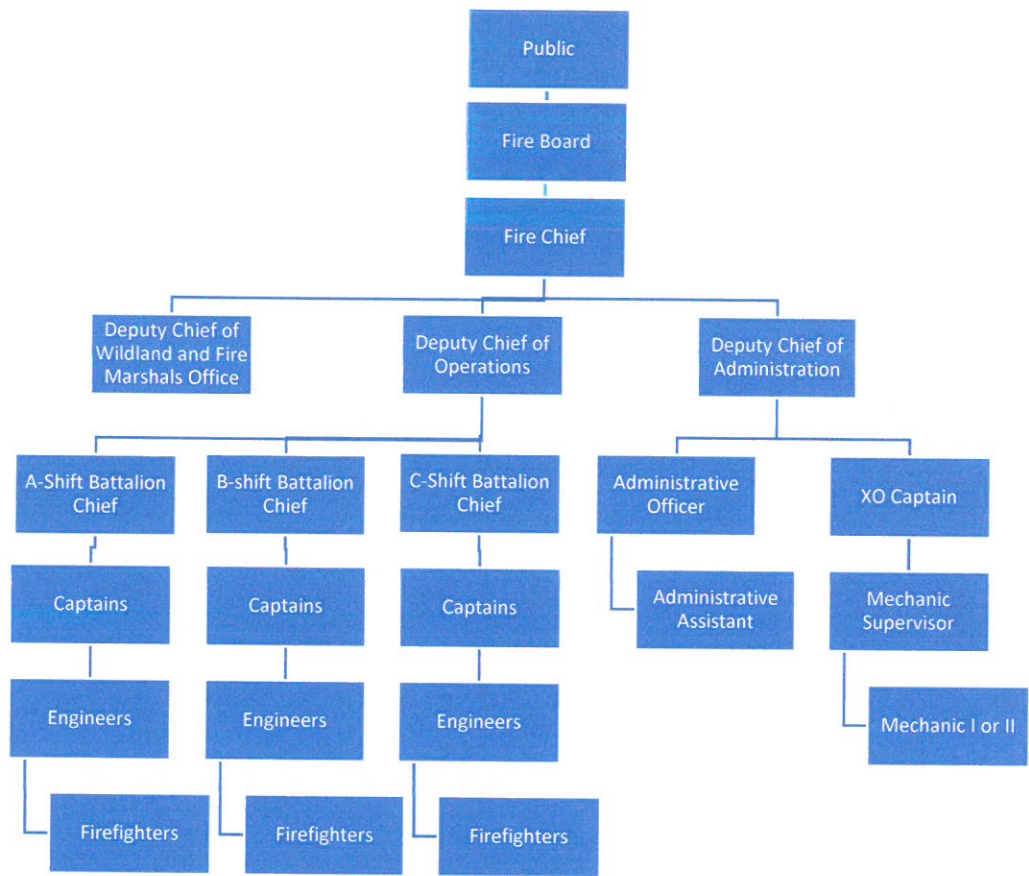 Public
Fire Board
Fire Chief
Deputy Chief of
Wildland and Fire
Marshals Office
Deputy Chief of
Operations
Deputy Chief of
Administration
A-Shift Battalion
Chief
B-shift Battalion
Chief
C-Shift Battalion
Chief
Administrative
Officer
XO Captain
Captains
Captains
Captains
Administrative
Assistant
Mechanic
Supervisor
Engineers
Engineers
Engineers
Mechanic I or II
Firefighters
Firefighters
Firefighters